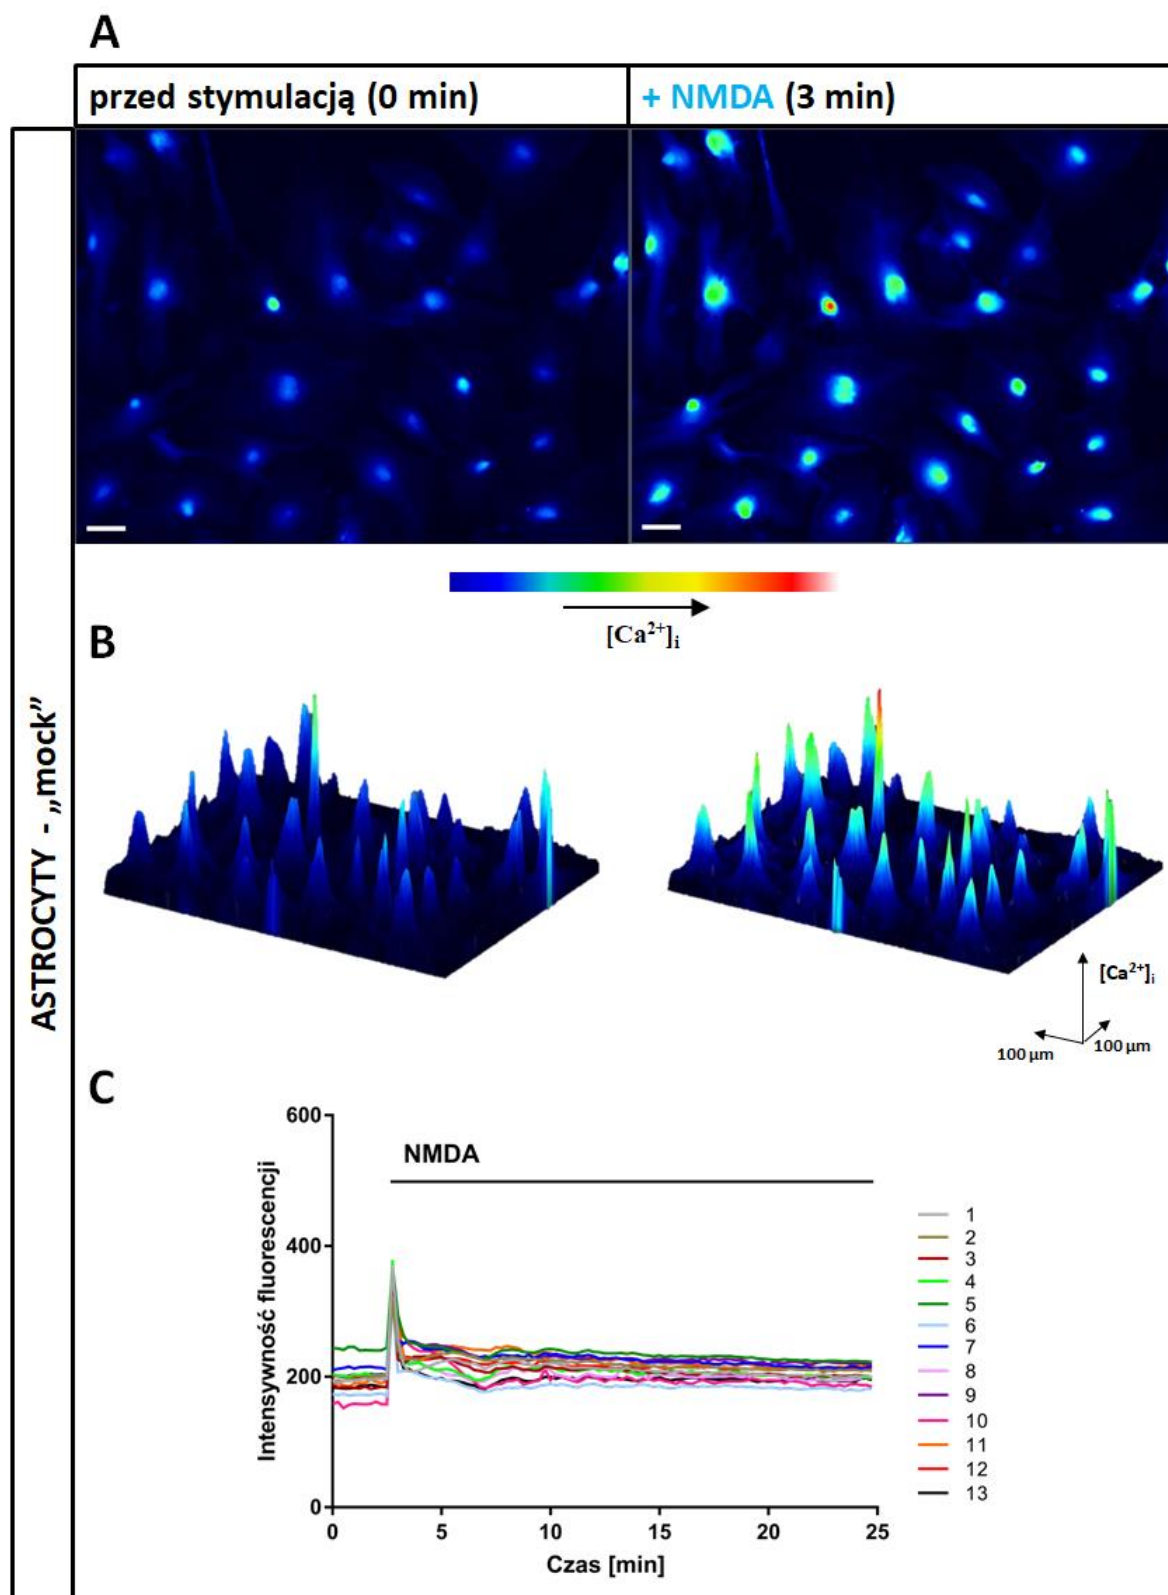 A
przed stymulacją (0 min)
+ NMDA (3 min)
ASTROCYTY - „mock”
[Ca²⁺]ᵢ
B
[Ca²⁺]ᵢ
100 µm
100 µm
C
Intensywność fluorescencji
600
400
200
0
NMDA
0 5 10 15 20 25
Czas [min]
1
2
3
4
5
6
7
8
9
10
11
12
13